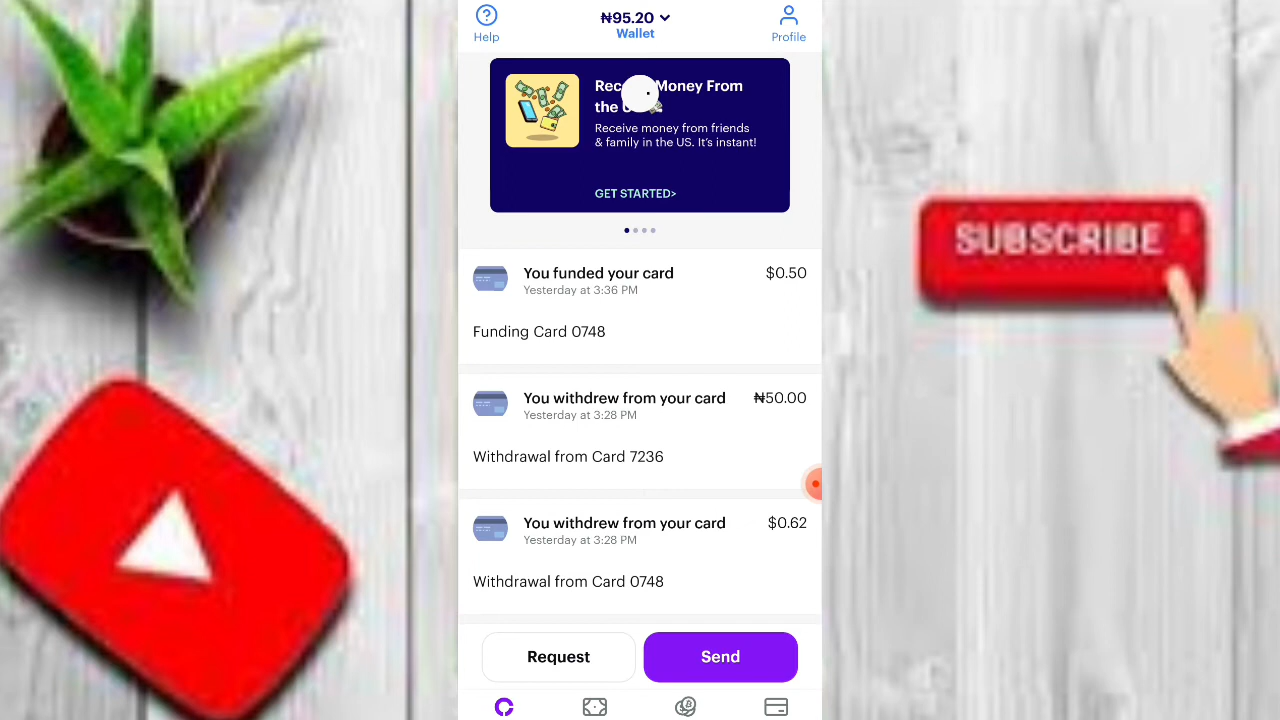 ₦95.20
Help
Wallet
Profile
Money From
the
Receive money from friends
& family in the US. It's instant!
GET STARTED>
You funded your card
$0.50
Yesterday at 3:36 PM
Funding Card 0748
You withdrew from your card
₦50.00
Yesterday at 3:28 PM
Withdrawal from Card 7236
You withdrew from your card
$0.62
Yesterday at 3:28 PM
Withdrawal from Card 0748
Request
Send
SUBSCRIBE